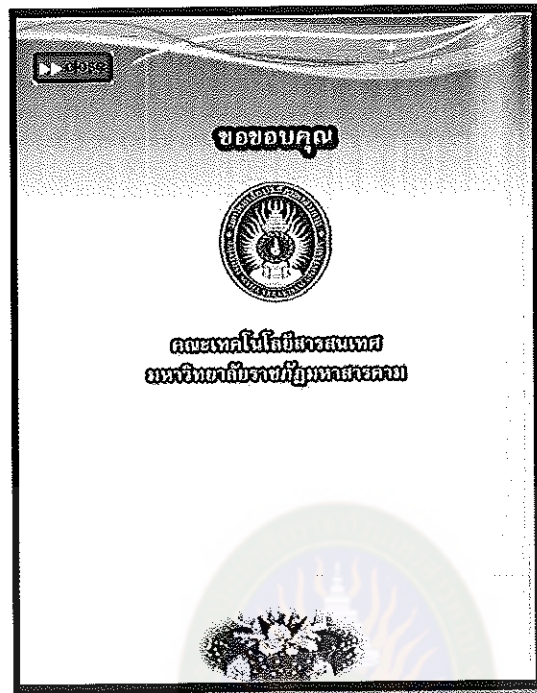 close
ขอขอบคุณ
คณะเทคโนโลยีสารสนเทศ
มหาวิทยาลัยราชภัฏมหาสารคาม